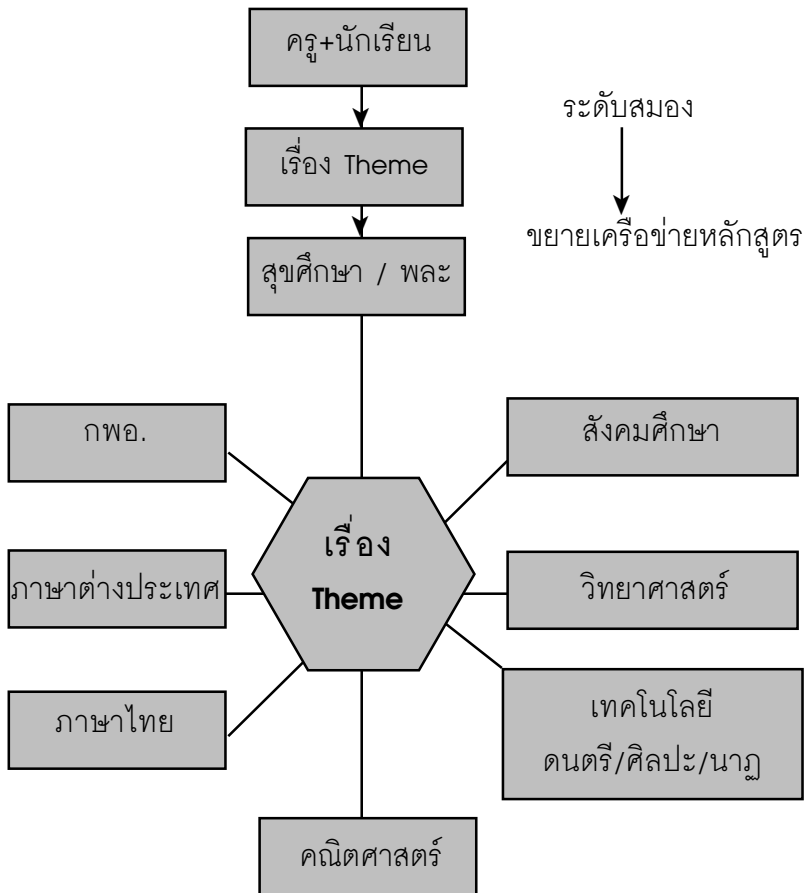 ครู+นักเรียน
ระดับสมอง
เรื่อง Theme
ขยายเครือข่ายหลักสูตร
สุขศึกษา / พละ
กพอ.
สังคมศึกษา
เรื่อง
Theme
ภาษาต่างประเทศ
วิทยาศาสตร์
ภาษาไทย
เทคโนโลยี
ดนตรี/ศิลปะ/นาฏ
คณิตศาสตร์